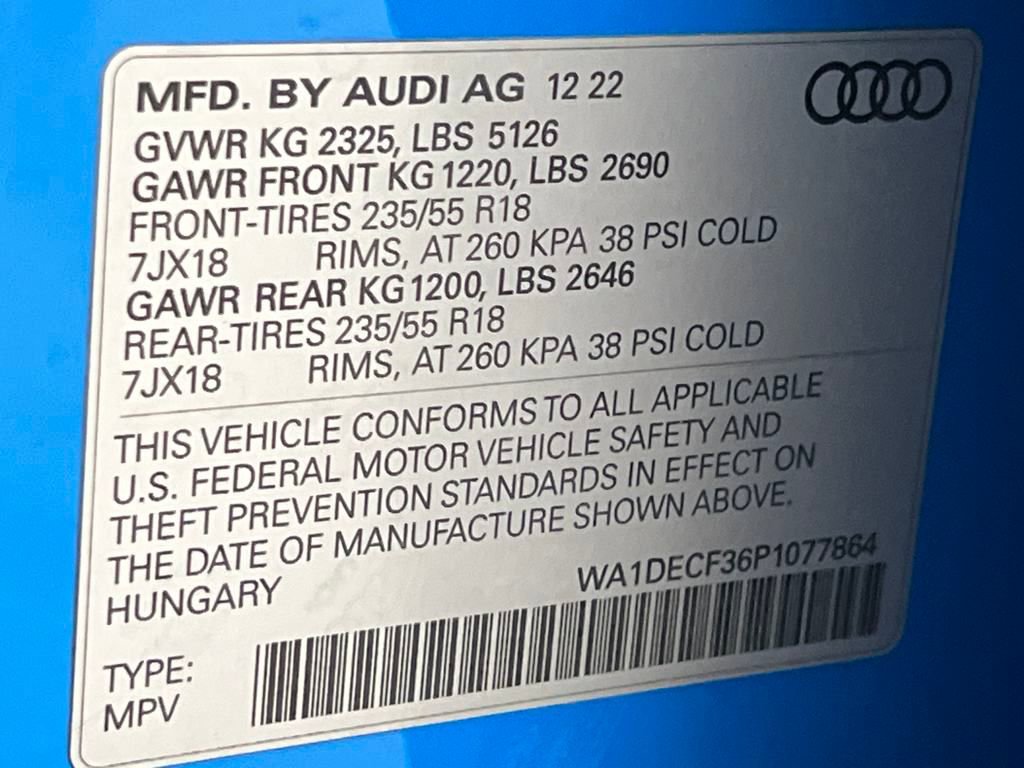 MFD. BY AUDI AG 12 22
GVWR KG 2325, LBS 5126
GAWR FRONT KG 1220, LBS 2690
FRONT-TIRES 235/55 R18
7JX18 RIMS, AT 260 KPA 38 PSI COLD
GAWR REAR KG 1200, LBS 2646
REAR-TIRES 235/55 R18
7JX18 RIMS, AT 260 KPA 38 PSI COLD
THIS VEHICLE CONFORMS TO ALL APPLICABLE
U.S. FEDERAL MOTOR VEHICLE SAFETY AND
THEFT PREVENTION STANDARDS IN EFFECT ON
THE DATE OF MANUFACTURE SHOWN ABOVE.
HUNGARY WA1DECF36P1077864
TYPE:
MPV